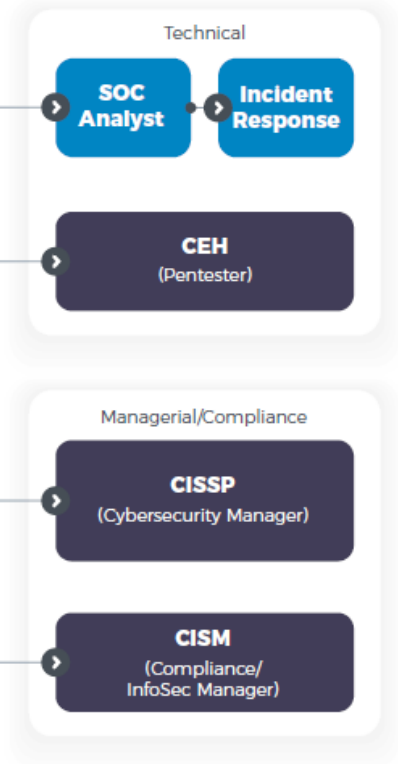 Technical
SOC
Analyst
Incident
Response
CEH
(Pentester)
Managerial/Compliance
CISSP
(Cybersecurity Manager)
CISM
(Compliance/
InfoSec Manager)